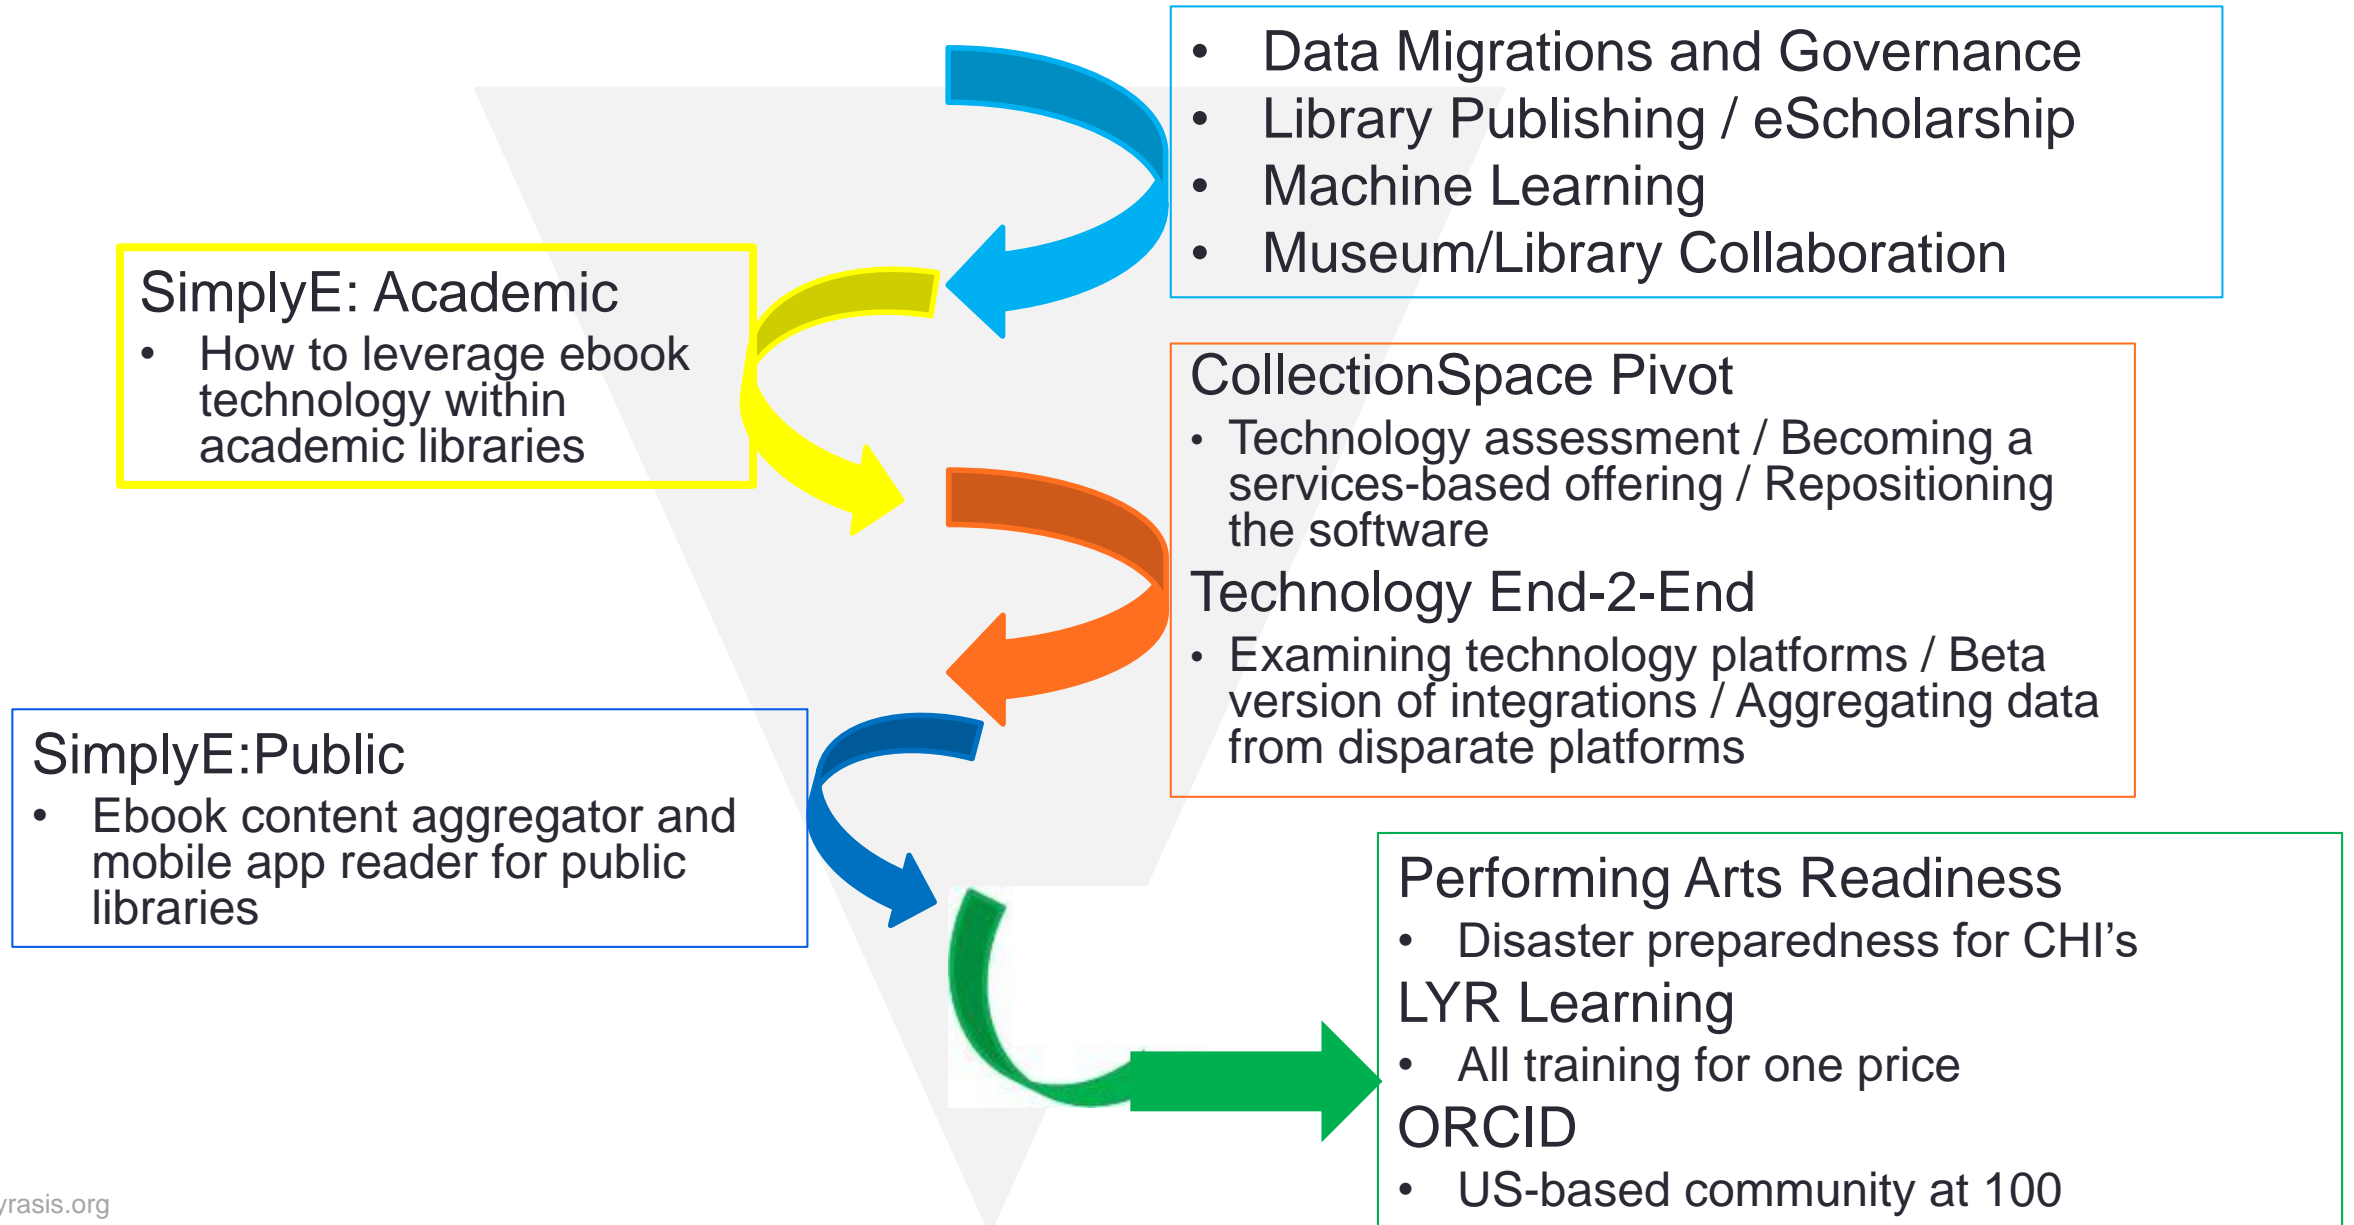 • Data Migrations and Governance
• Library Publishing / eScholarship
• Machine Learning
• Museum/Library Collaboration
SimplyE: Academic
• How to leverage ebook
technology within
academic libraries
CollectionSpace Pivot
• Technology assessment / Becoming a
services-based offering / Repositioning
the software
Technology End-2-End
• Examining technology platforms / Beta
version of integrations / Aggregating data
from disparate platforms
SimplyE:Public
• Ebook content aggregator and
mobile app reader for public
libraries
Performing Arts Readiness
• Disaster preparedness for CHI’s
LYR Learning
• All training for one price
ORCID
• US-based community at 100
yrasis.org